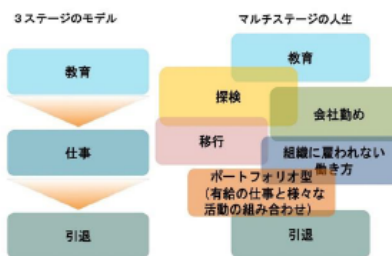 3ステージのモデル
教育
仕事
引退
マルチステージの人生
教育
探検
会社勤め
移行
組織に雇われない
働き方
ポートフォリオ型
(有給の仕事と様々な
活動の組み合わせ)
引退